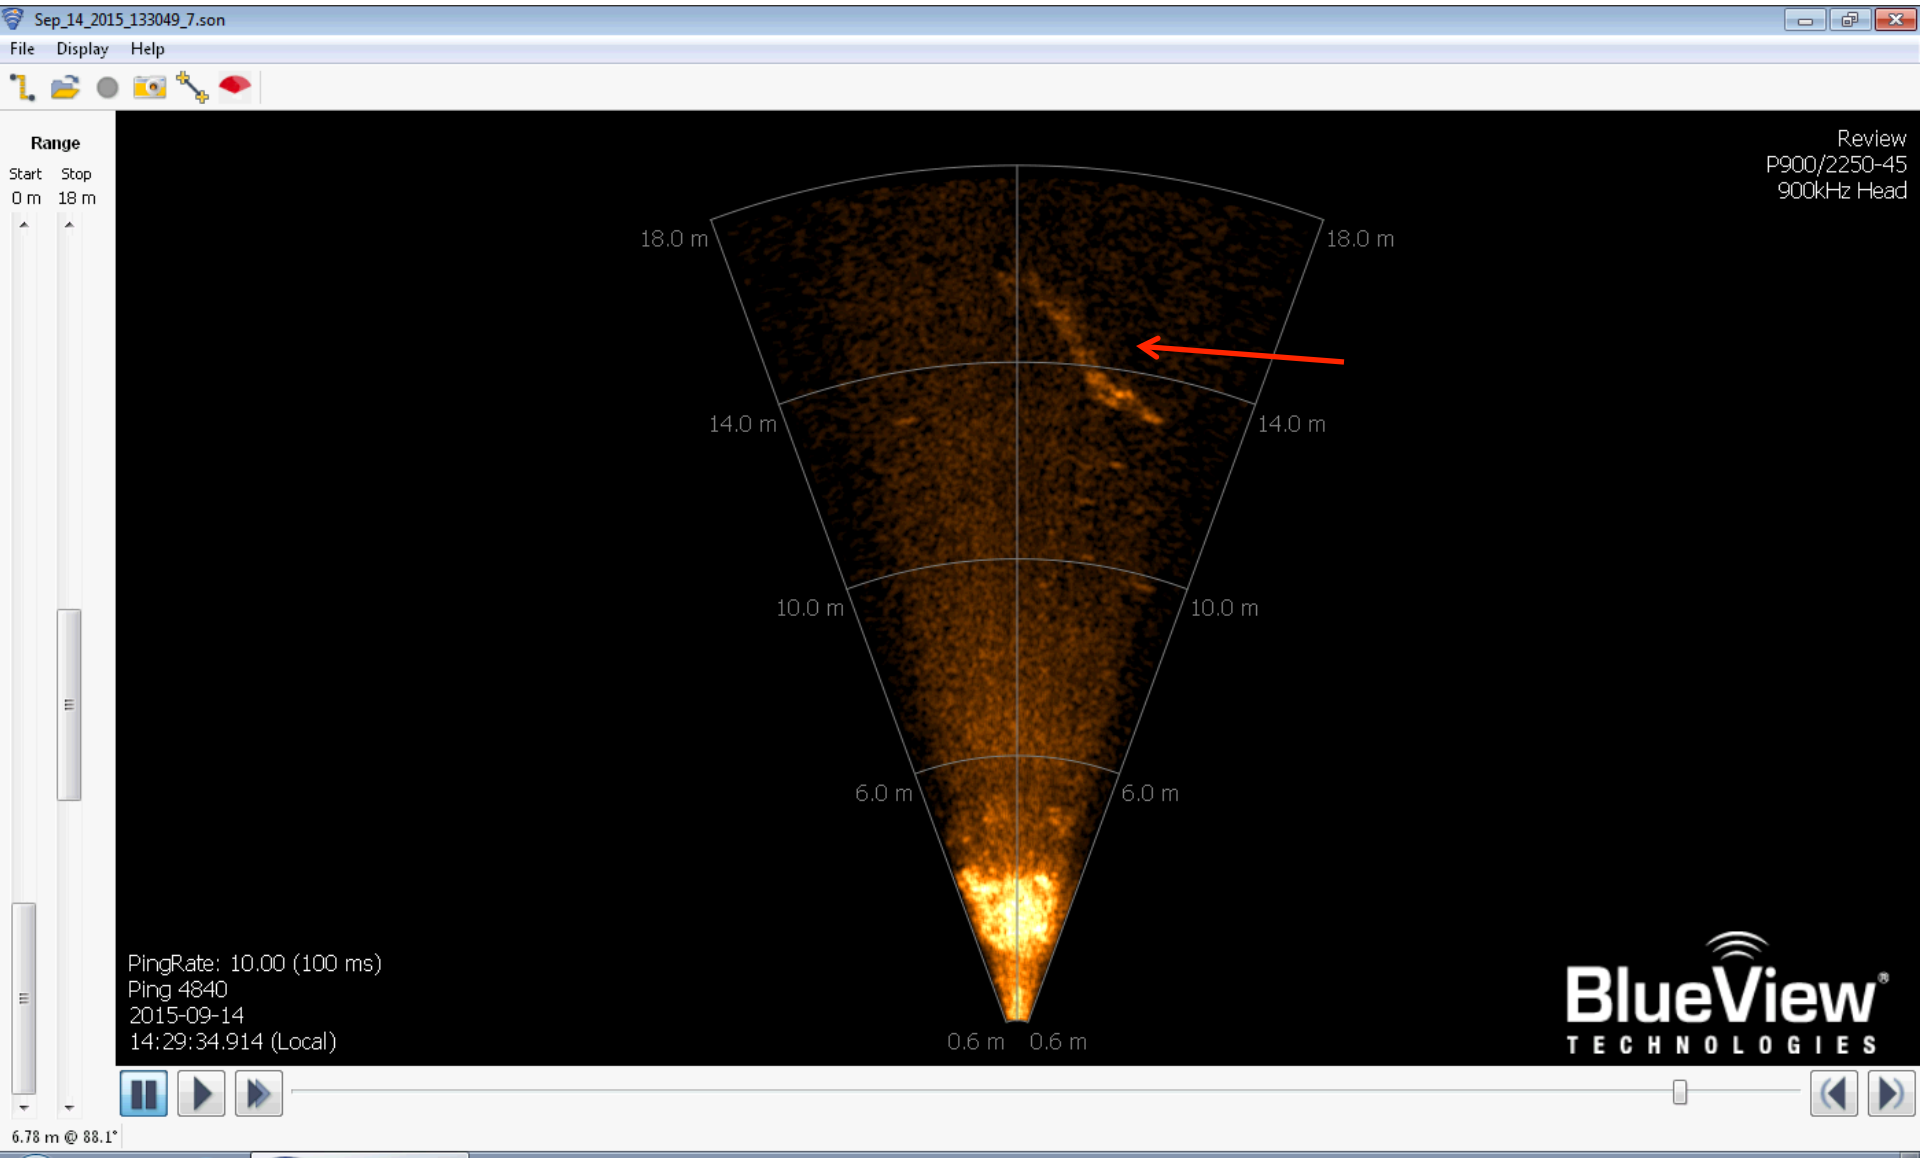 Sep_14_2015_133049_7.son
File Display Help
Range
Start Stop
0 m 18 m
Review
P900/2250-45
900kHz Head
18.0 m 18.0 m
14.0 m 14.0 m
10.0 m 10.0 m
6.0 m 6.0 m
0.6 m 0.6 m
PingRate: 10.00 (100 ms)
Ping 4840
2015-09-14
14:29:34.914 (Local)
BlueView®
TECHNOLOGIES
6.78 m @ 88.1°